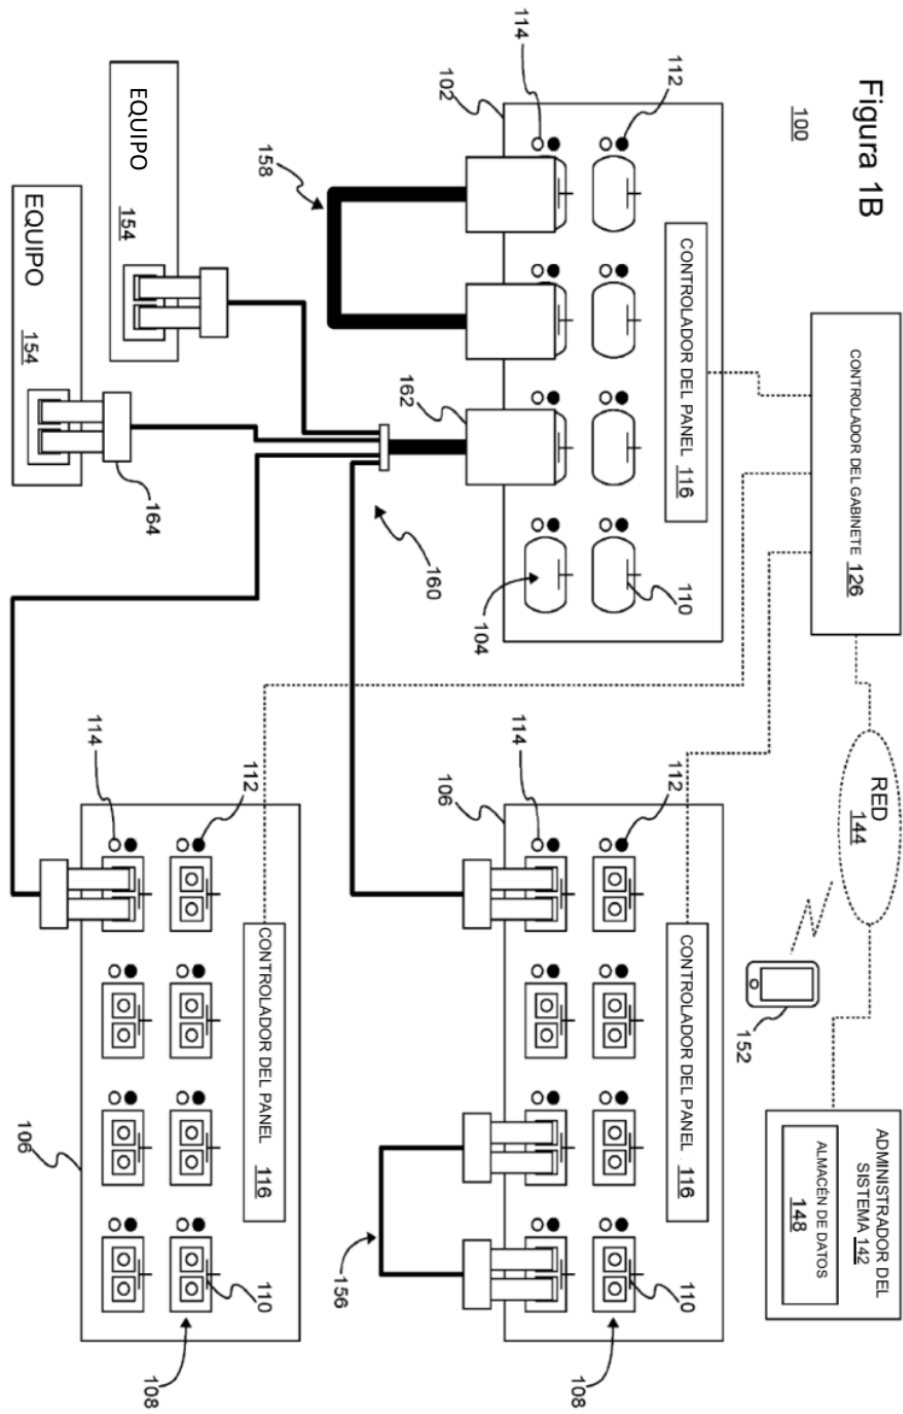 Figura 1B
100
CONTROLADOR DEL GABINETE 126
RED
144
ADMINISTRADOR DEL
SISTEMA 142
ALMACÉN DE DATOS
148
152
112
CONTROLADOR DEL PANEL 116
110
114
102
104
112
CONTROLADOR DEL PANEL 116
110
114
106
108
158
162
160
156
EQUIPO
154
EQUIPO
154
164
112
CONTROLADOR DEL PANEL 116
110
114
106
108